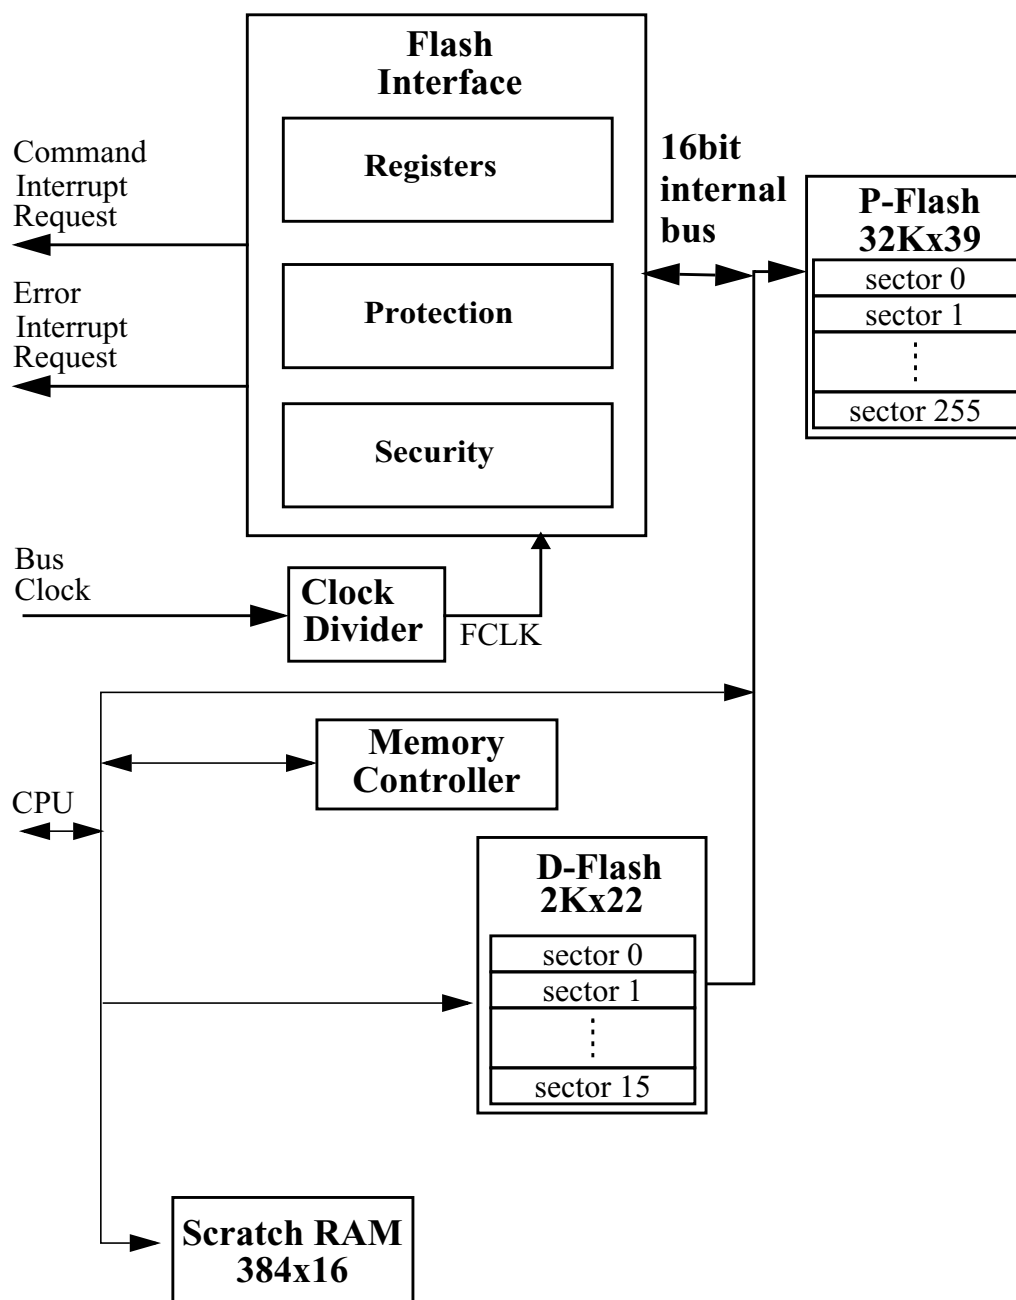 Flash
Interface
Registers
Protection
Security
Command
Interrupt
Request
Error
Interrupt
Request
16bit
internal
bus
P-Flash
32Kx39
sector 0
sector 1
sector 255
Bus
Clock
Clock
Divider
FCLK
Memory
Controller
CPU
D-Flash
2Kx22
sector 0
sector 1
sector 15
Scratch RAM
384x16